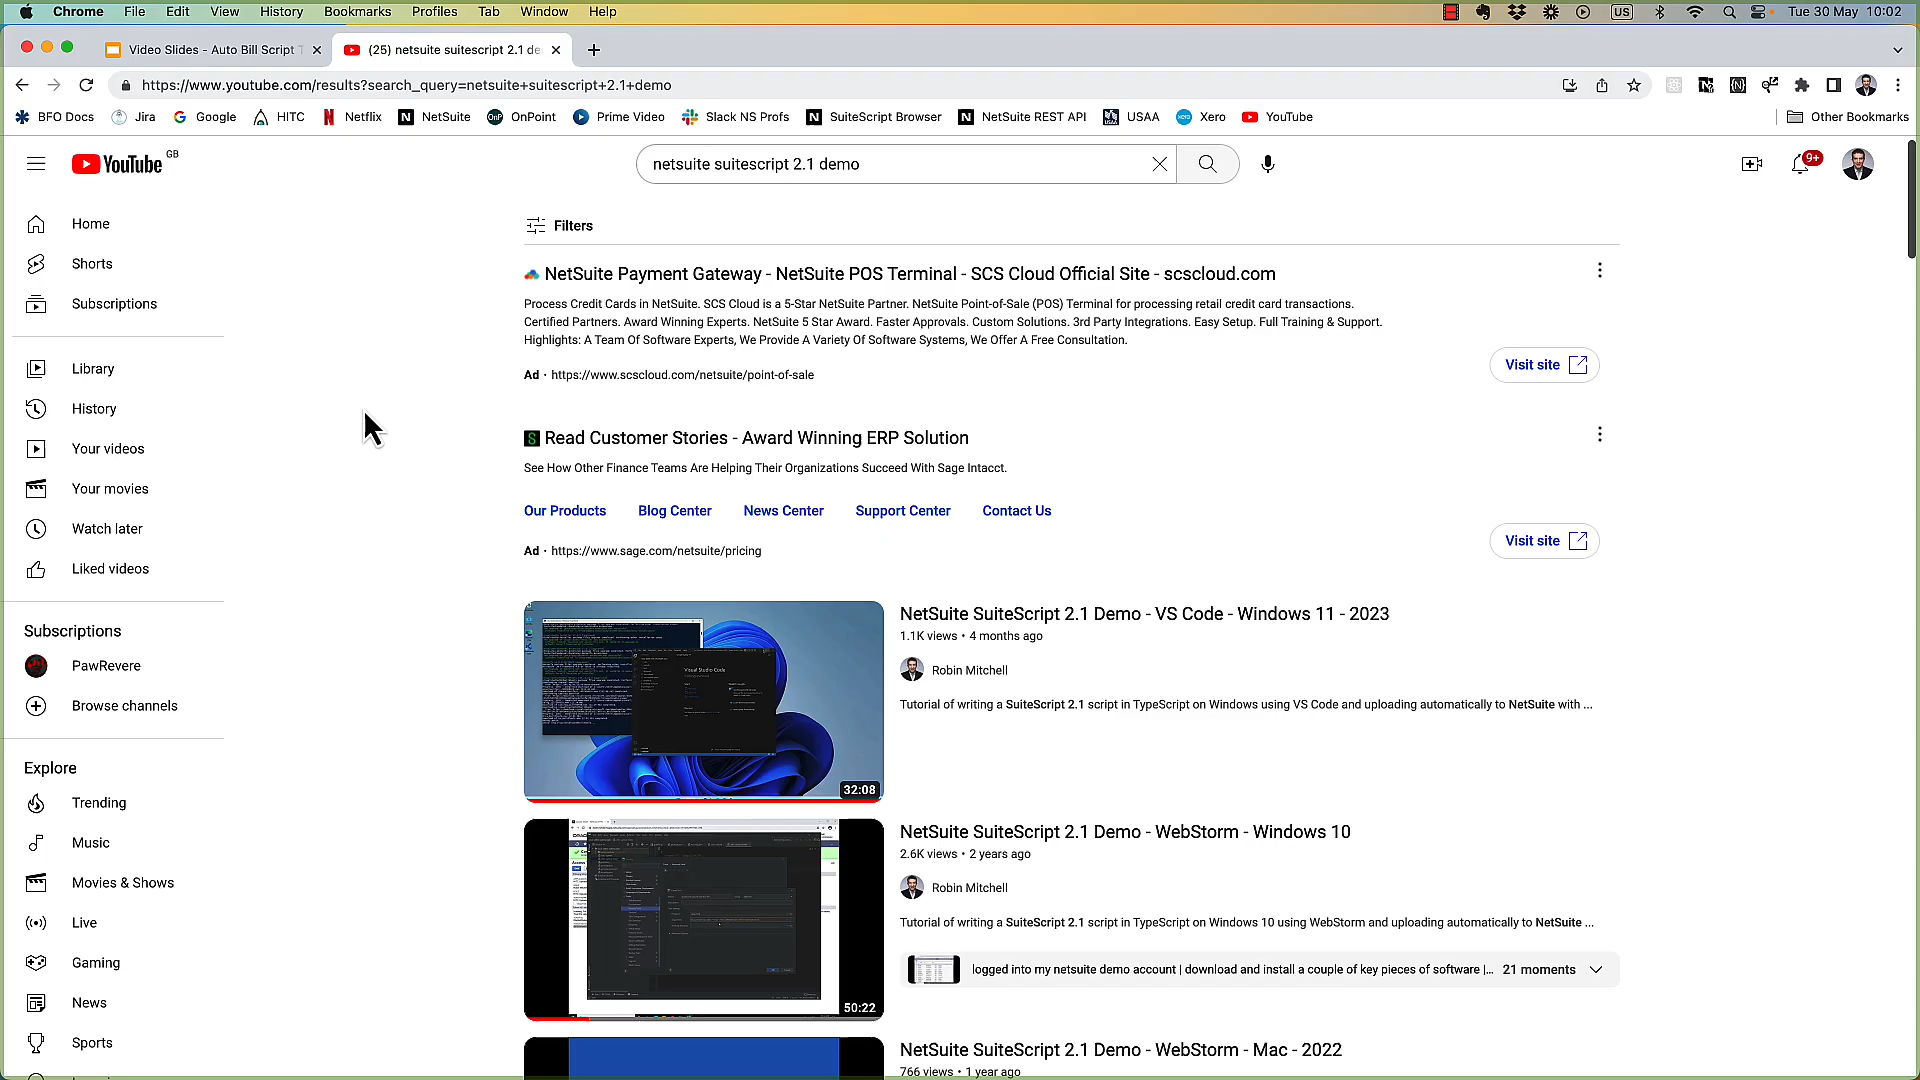 Chrome File Edit View History Bookmarks Profiles Tab Window Help US Tue 30 May 10:02
Video Slides - Auto Bill Script T
(25) netsuite suitescript 2.1 de
https://www.youtube.com/results?search_query=netsuite+suitescript+2.1+demo
BFO Docs Jira Google HITC Netflix NetSuite OnPoint Prime Video Slack NS Profs SuiteScript Browser NetSuite REST API USAA Xero YouTube Other Bookmarks
YouTube GB
netsuite suitescript 2.1 demo
9+
Home
Shorts
Subscriptions
Library
History
Your videos
Your movies
Watch later
Liked videos
Subscriptions
PawRevere
Browse channels
Explore
Trending
Music
Movies & Shows
Live
Gaming
News
Sports
Filters
NetSuite Payment Gateway - NetSuite POS Terminal - SCS Cloud Official Site - scscloud.com
Process Credit Cards in NetSuite. SCS Cloud is a 5-Star NetSuite Partner. NetSuite Point-of-Sale (POS) Terminal for processing retail credit card transactions.
Certified Partners. Award Winning Experts. NetSuite 5 Star Award. Faster Approvals. Custom Solutions. 3rd Party Integrations. Easy Setup. Full Training & Support.
Highlights: A Team Of Software Experts, We Provide A Variety Of Software Systems, We Offer A Free Consultation.
Ad · https://www.scscloud.com/netsuite/point-of-sale
Visit site
Read Customer Stories - Award Winning ERP Solution
See How Other Finance Teams Are Helping Their Organizations Succeed With Sage Intacct.
Our Products Blog Center News Center Support Center Contact Us
Ad · https://www.sage.com/netsuite/pricing
Visit site
Visual Studio Code
32:08
NetSuite SuiteScript 2.1 Demo - VS Code - Windows 11 - 2023
1.1K views • 4 months ago
Robin Mitchell
Tutorial of writing a SuiteScript 2.1 script in TypeScript on Windows using VS Code and uploading automatically to NetSuite with ...
50:22
NetSuite SuiteScript 2.1 Demo - WebStorm - Windows 10
2.6K views • 2 years ago
Robin Mitchell
Tutorial of writing a SuiteScript 2.1 script in TypeScript on Windows 10 using WebStorm and uploading automatically to NetSuite ...
logged into my netsuite demo account | download and install a couple of key pieces of software |... 21 moments
NetSuite SuiteScript 2.1 Demo - WebStorm - Mac - 2022
766 views • 1 year ago